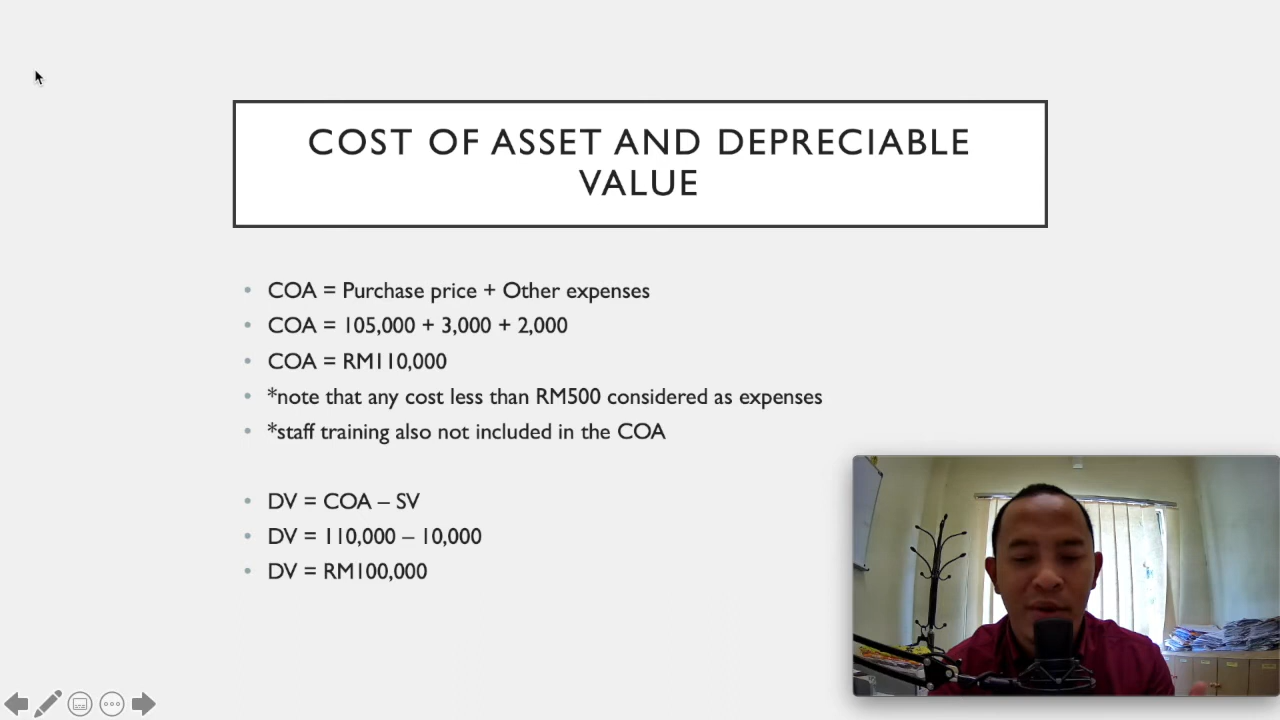 COST OF ASSET AND DEPRECIABLE
VALUE
COA = Purchase price + Other expenses
COA = 105,000 + 3,000 + 2,000
COA = RM110,000
*note that any cost less than RM500 considered as expenses
*staff training also not included in the COA
DV = COA – SV
DV = 110,000 – 10,000
DV = RM100,000